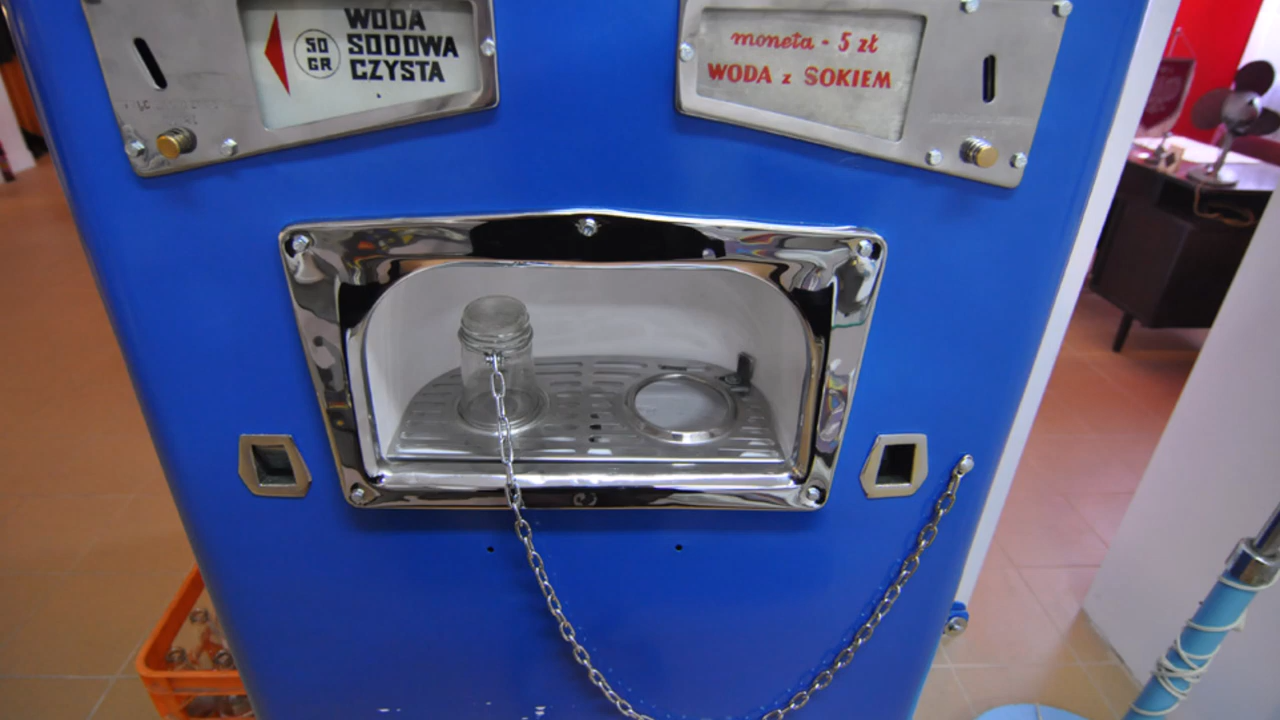 WODA
50 SODOWA
GR CZYSTA
moneta - 5 zł
WODA z SOKIEM